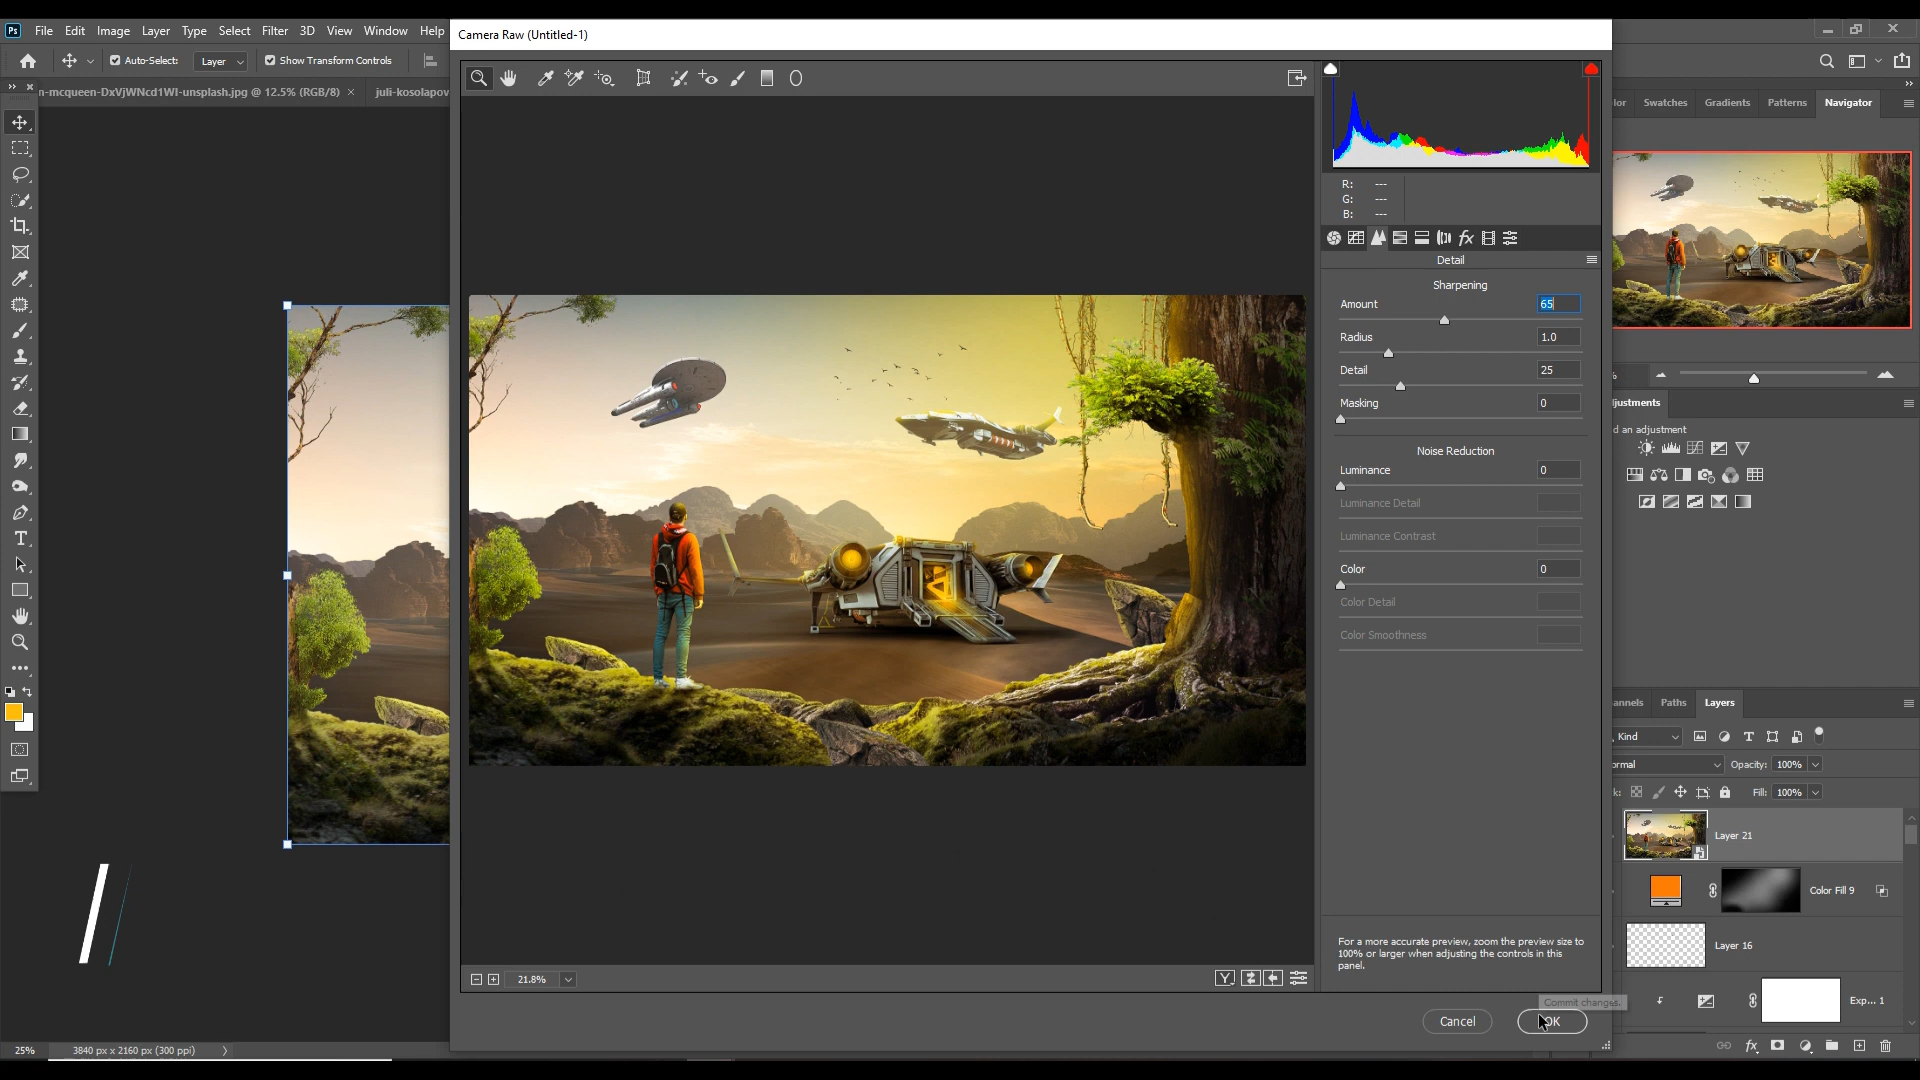 Ps File Edit Image Layer Type Select Filter 3D View Window Help
Camera Raw (Untitled-1)
Auto-Select: Layer Show Transform Controls
n-mcqueen-DxVjWNcd1WI-unsplash.jpg @ 12.5% (RGB/8) × juli-kosolapov
lor Swatches Gradients Patterns Navigator
R: ---
G: ---
B: ---
Detail
Sharpening
Amount 65
Radius 1.0
Detail 25
Masking 0
Noise Reduction
Luminance 0
Luminance Detail
Luminance Contrast
Color 0
Color Detail
Color Smoothness
%
justments
d an adjustment
annels Paths Layers
Kind
ormal Opacity: 100%
k: Fill: 100%
Layer 21
Color Fill 9
Layer 16
Exp... 1
For a more accurate preview, zoom the preview size to
100% or larger when adjusting the controls in this
panel.
21.8% Y
Commit changes.
Cancel OK
25% 3840 px x 2160 px (300 ppi)